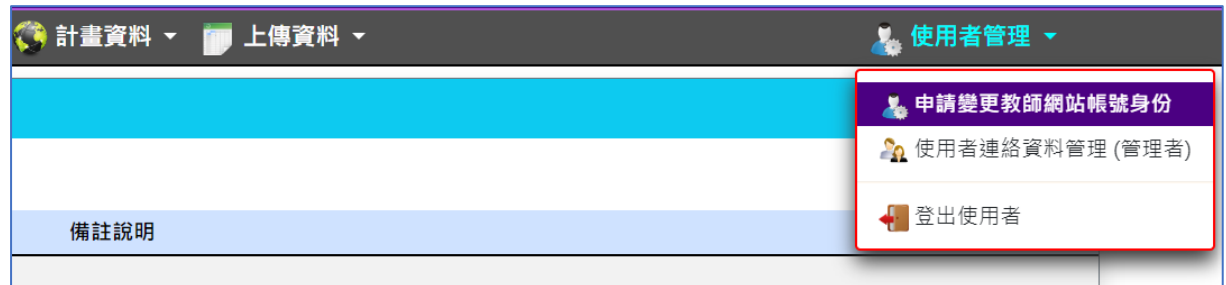 計畫資料 上傳資料 使用者管理
申請變更教師網站帳號身份
使用者連絡資料管理 (管理者)
登出使用者
備註說明